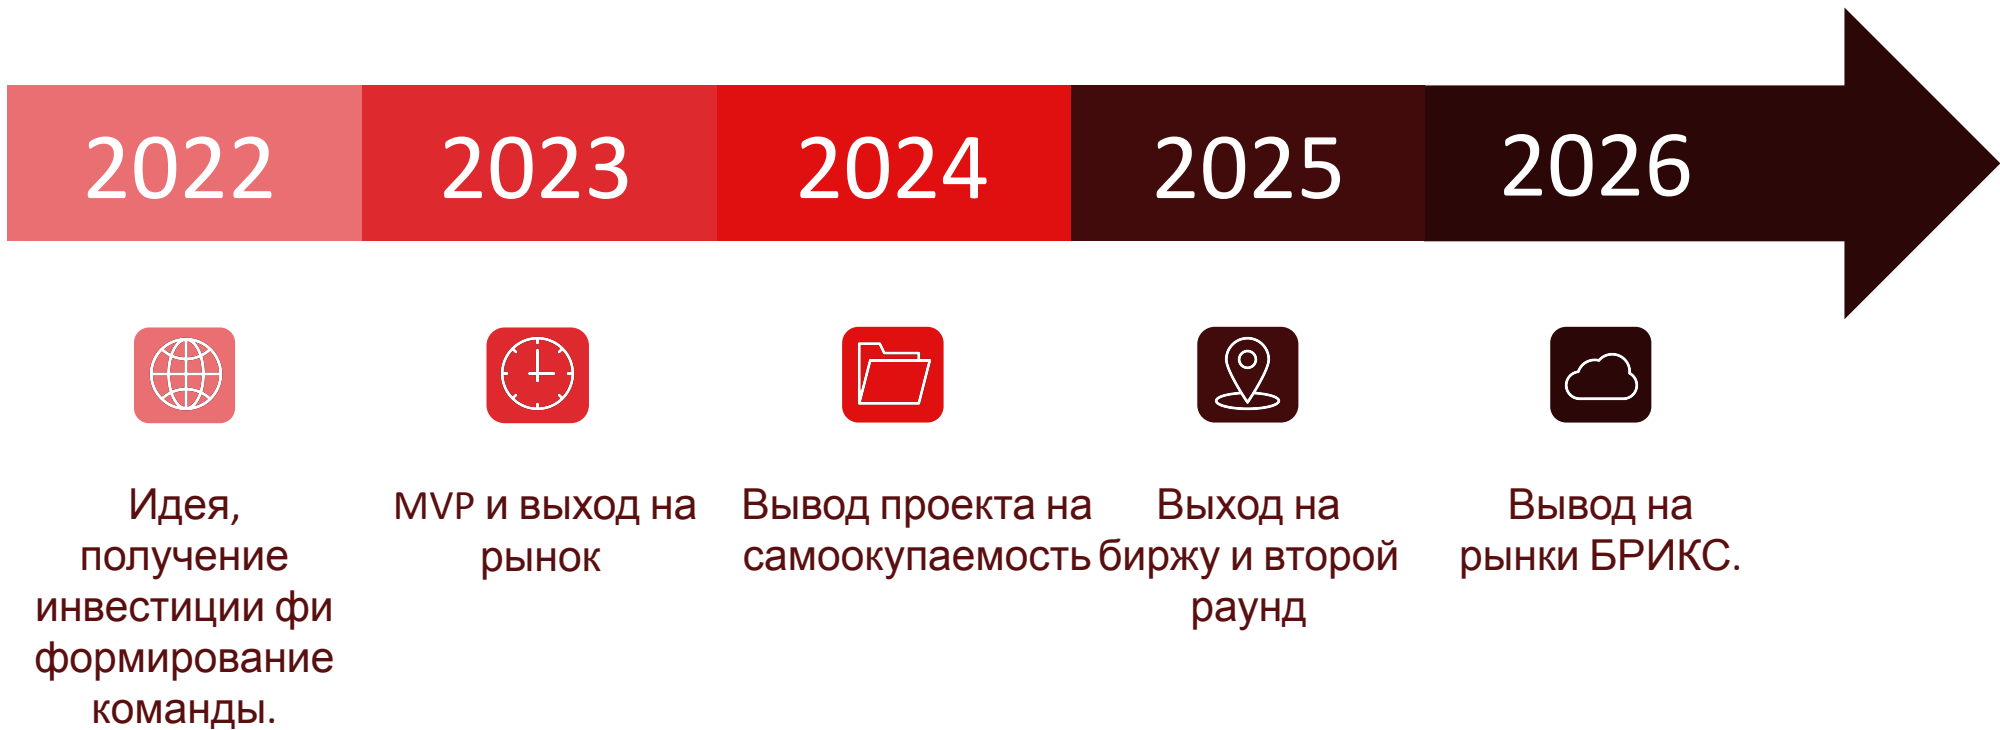 2022
2023
2024
2025
2026
Идея,
получение
инвестиции фи
формирование
команды.
MVP и выход на
рынок
Вывод проекта на
самоокупаемость
Выход на
биржу и второй
раунд
Вывод на
рынки БРИКС.